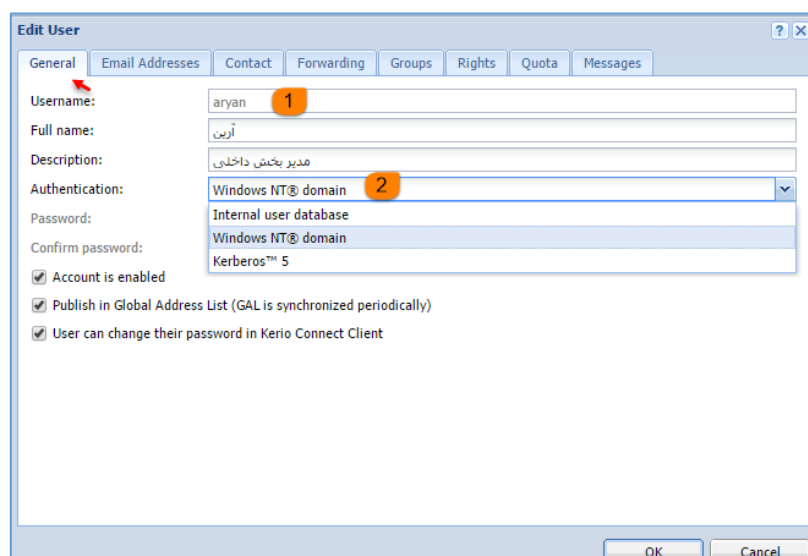 Edit User
General Email Addresses Contact Forwarding Groups Rights Quota Messages
Username: aryan 1
Full name: آرین
Description: مدیر بخش داخلی
Authentication: Windows NT® domain 2
Password: Internal user database
Windows NT® domain
Confirm password:
Kerberos™ 5
Account is enabled
Publish in Global Address List (GAL is synchronized periodically)
User can change their password in Kerio Connect Client
OK Cancel